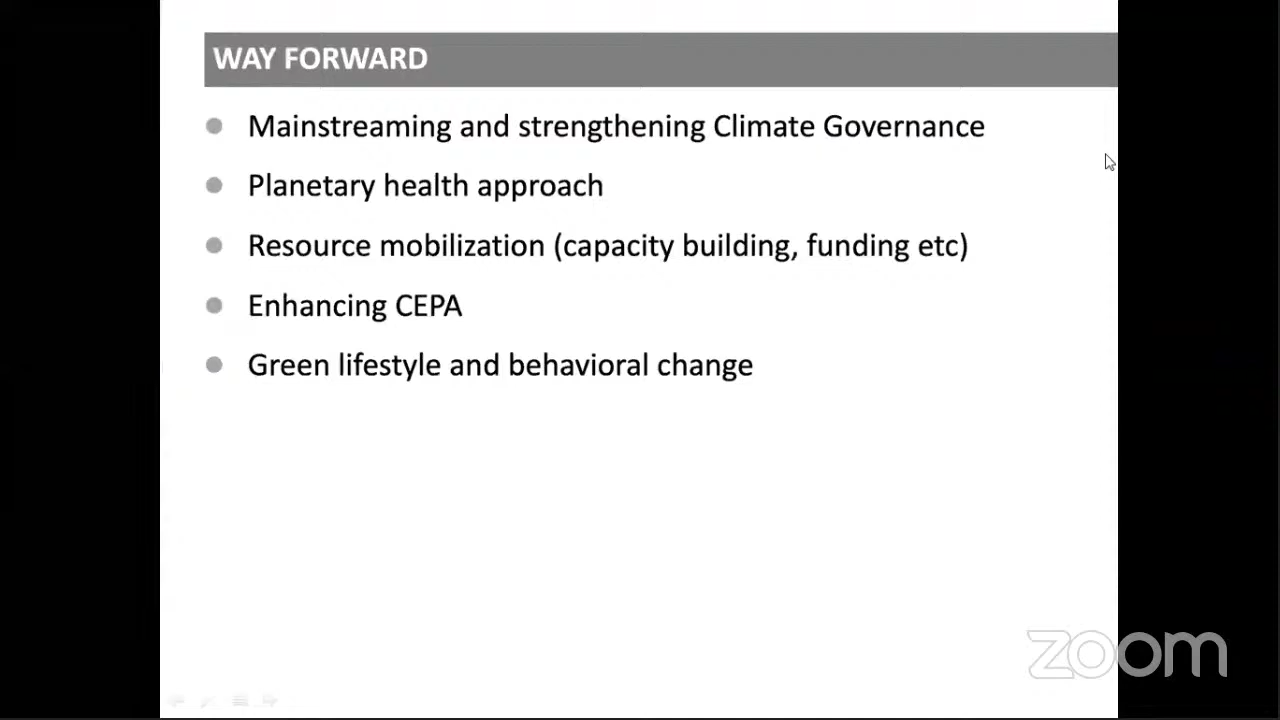 WAY FORWARD
Mainstreaming and strengthening Climate Governance
Planetary health approach
Resource mobilization (capacity building, funding etc)
Enhancing CEPA
Green lifestyle and behavioral change
zoom